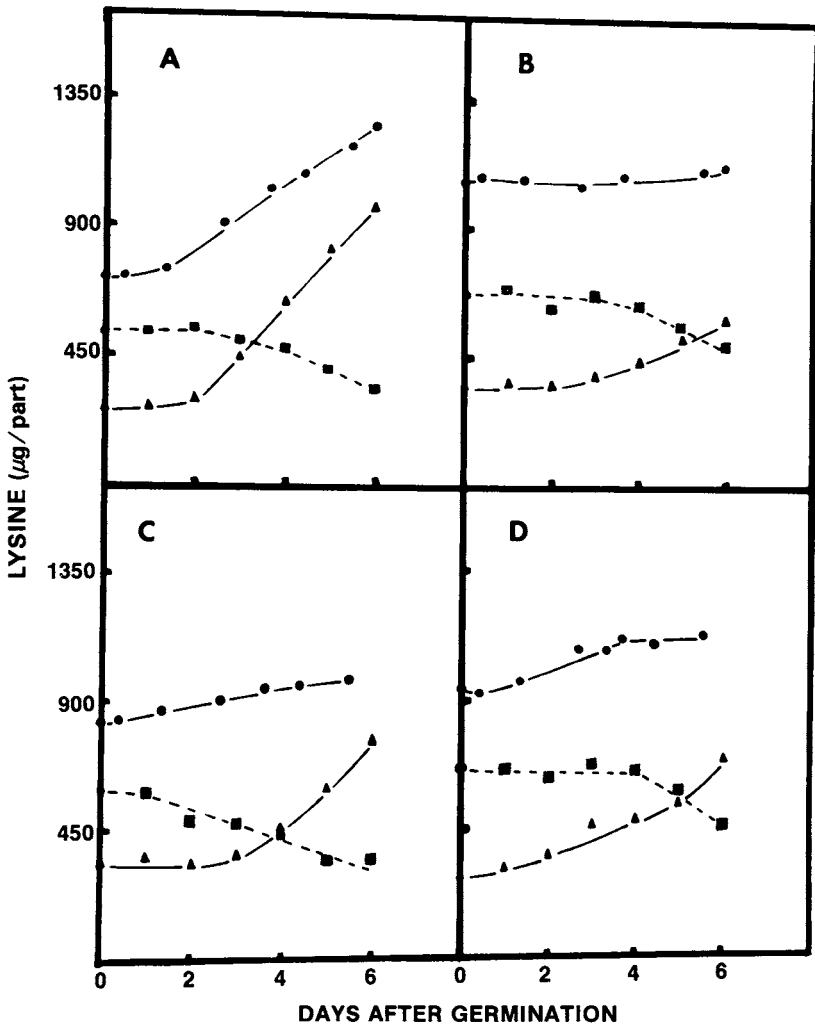 A
B
1350
900
450
LYSINE (µg/part)
C
D
1350
900
450
0 2 4 6 0 2 4 6
DAYS AFTER GERMINATION